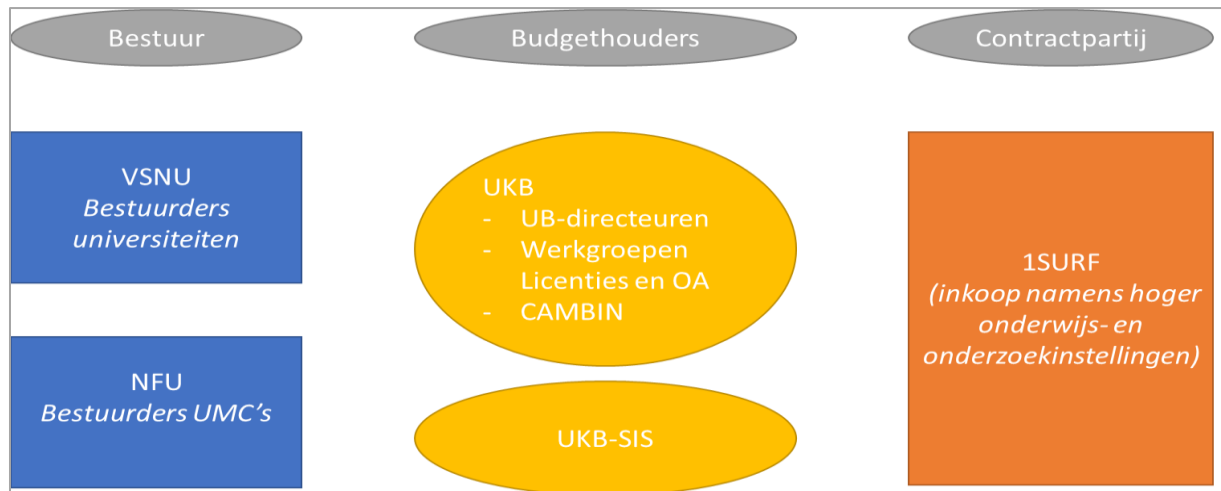 Bestuur
Budgethouders
Contractpartij
VSNU
Bestuurders
universiteiten
NFU
Bestuurders UMC's
UKB
- UB-directeuren
- Werkgroepen
Licenties en OA
- CAMBIN
UKB-SIS
1SURF
(inkoop namens hoger
onderwijs- en
onderzoekinstellingen)